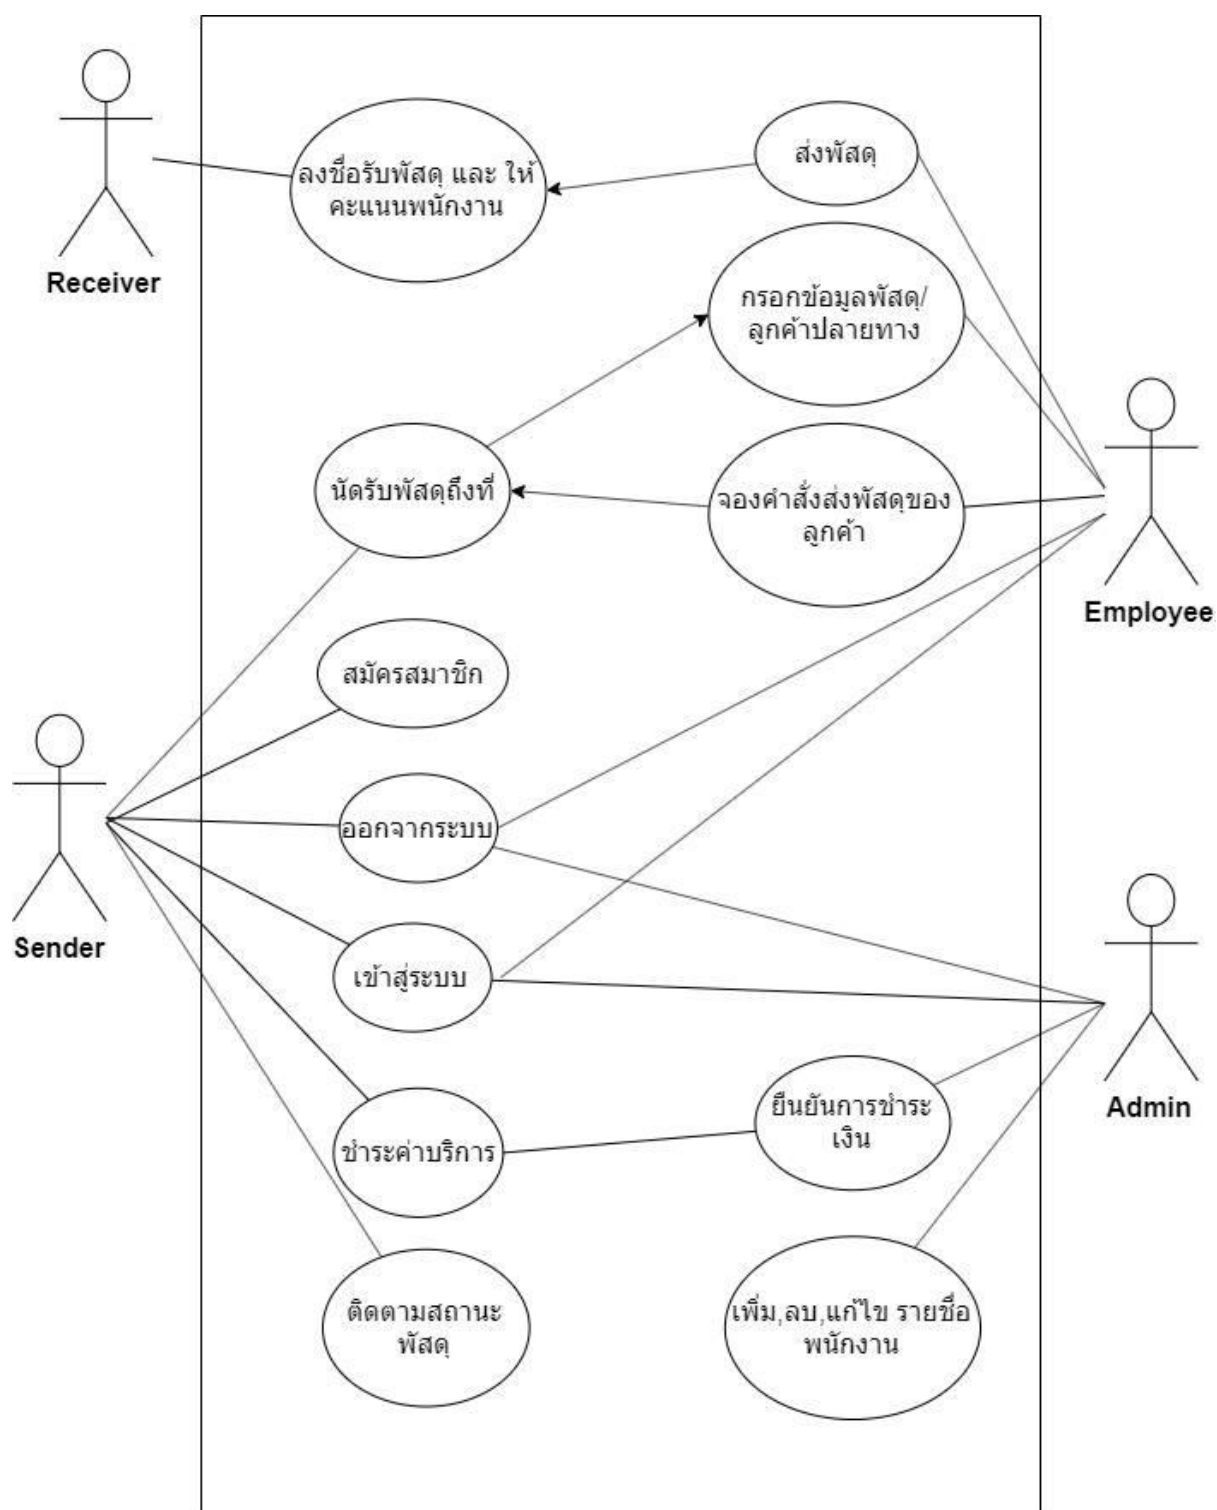 ส่งพัสดุ
ลงชื่อรับพัสดุ และ ให้
คะแนนพนักงาน
Receiver
กรอกข้อมูลพัสดุ/
ลูกค้าปลายทาง
นัดรับพัสดุถึงที่
จองคำสั่งส่งพัสดุของ
ลูกค้า
Employee
สมัครสมาชิก
ออกจากระบบ
Sender
เข้าสู่ระบบ
ยืนยันการชำระ
เงิน
Admin
ชำระค่าบริการ
ติดตามสถานะ
พัสดุ
เพิ่ม,ลบ,แก้ไข รายชื่อ
พนักงาน